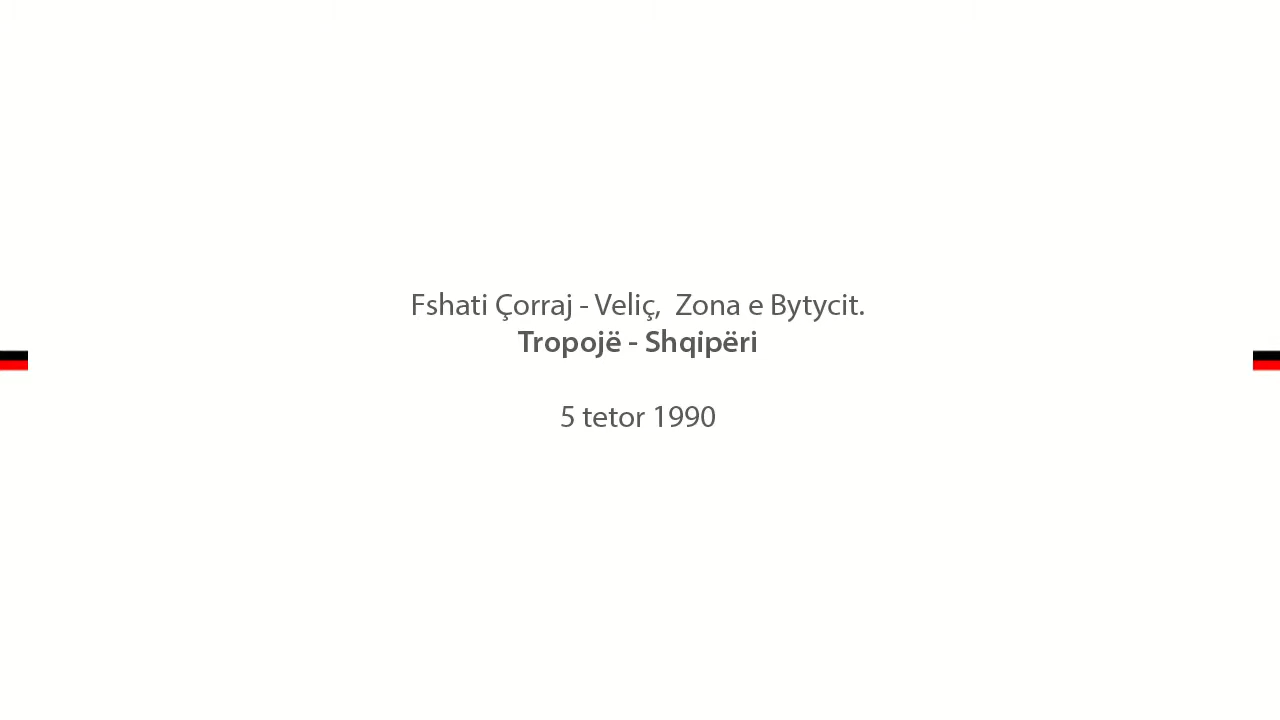 Fshati Çorraj - Veliç,  Zona e Bytycit.
Tropojë - Shqipëri
5 tetor 1990